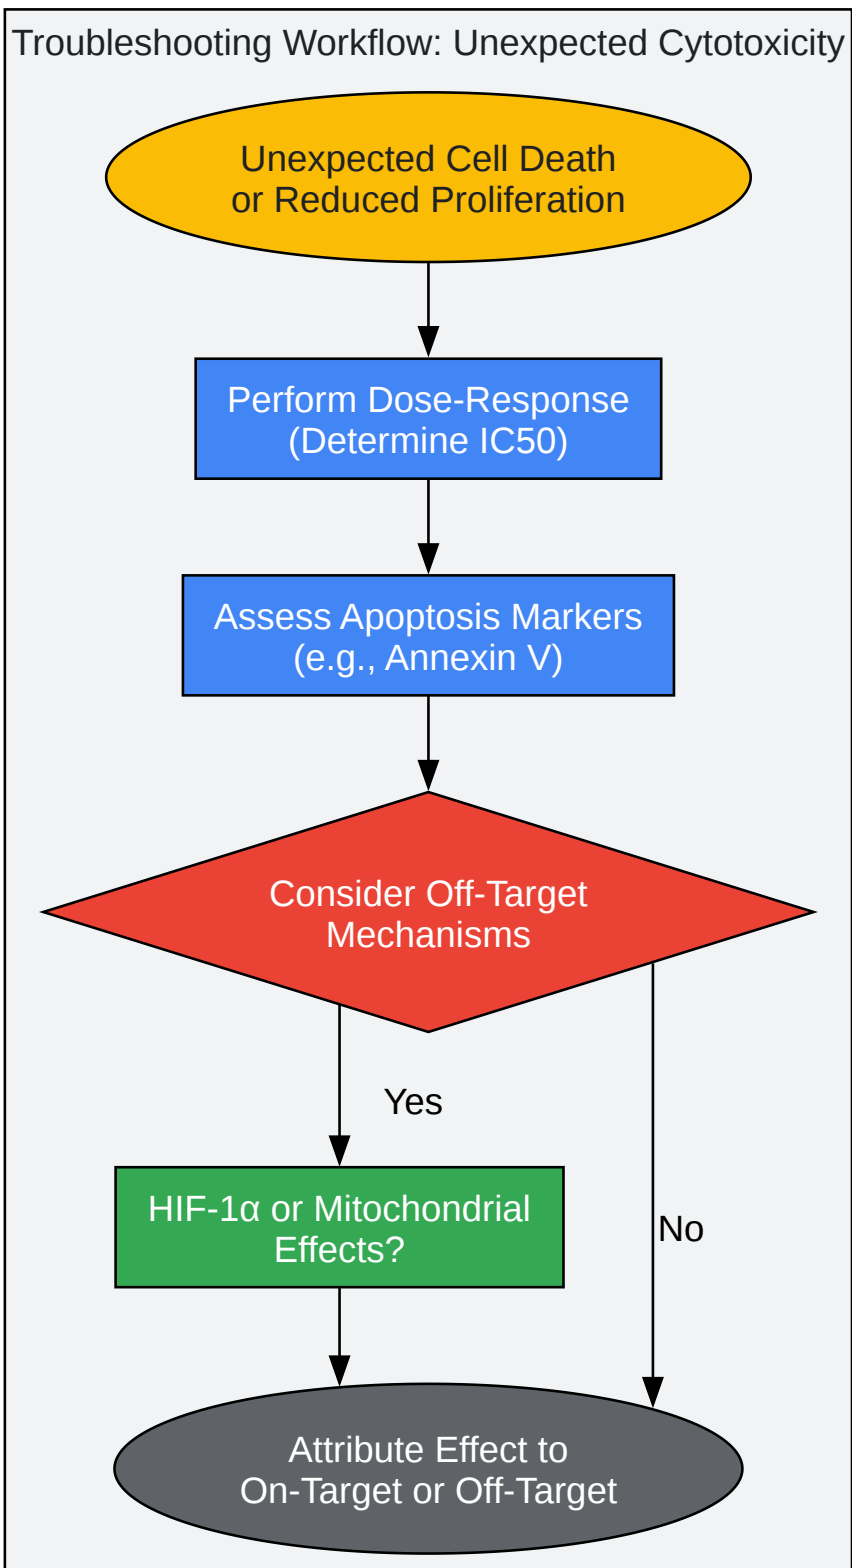 Troubleshooting Workflow: Unexpected Cytotoxicity
Unexpected Cell Death
or Reduced Proliferation
Perform Dose-Response
(Determine IC50)
Assess Apoptosis Markers
(e.g., Annexin V)
Consider Off-Target
Mechanisms
Yes
HIF-1α or Mitochondrial
Effects?
No
Attribute Effect to
On-Target or Off-Target